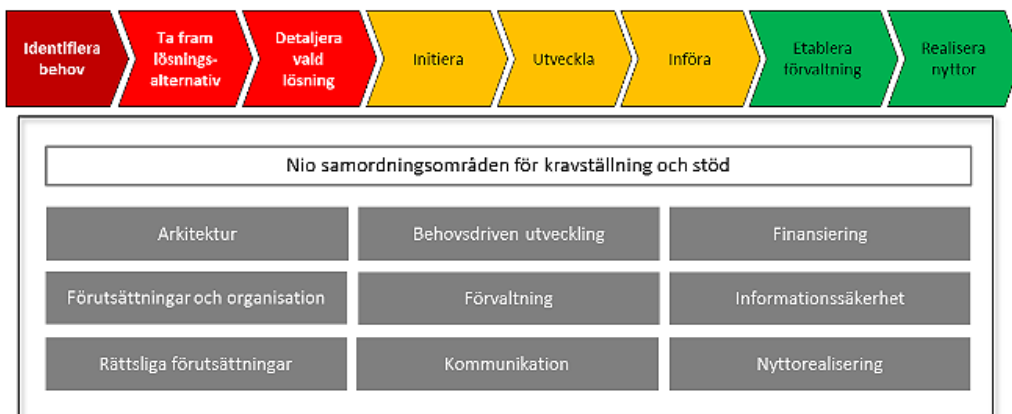 Identifiera
behov
Ta fram
lösnings-
alternativ
Detaljera
vald
lösning
Initiera
Utveckla
Införa
Etablera
förvaltning
Realisera
nyttor
Nio samordningsområden för kravställning och stöd
Arkitektur
Behovsdriven utveckling
Finansiering
Förutsättningar och organisation
Förvaltning
Informationssäkerhet
Rättsliga förutsättningar
Kommunikation
Nyttorealisering